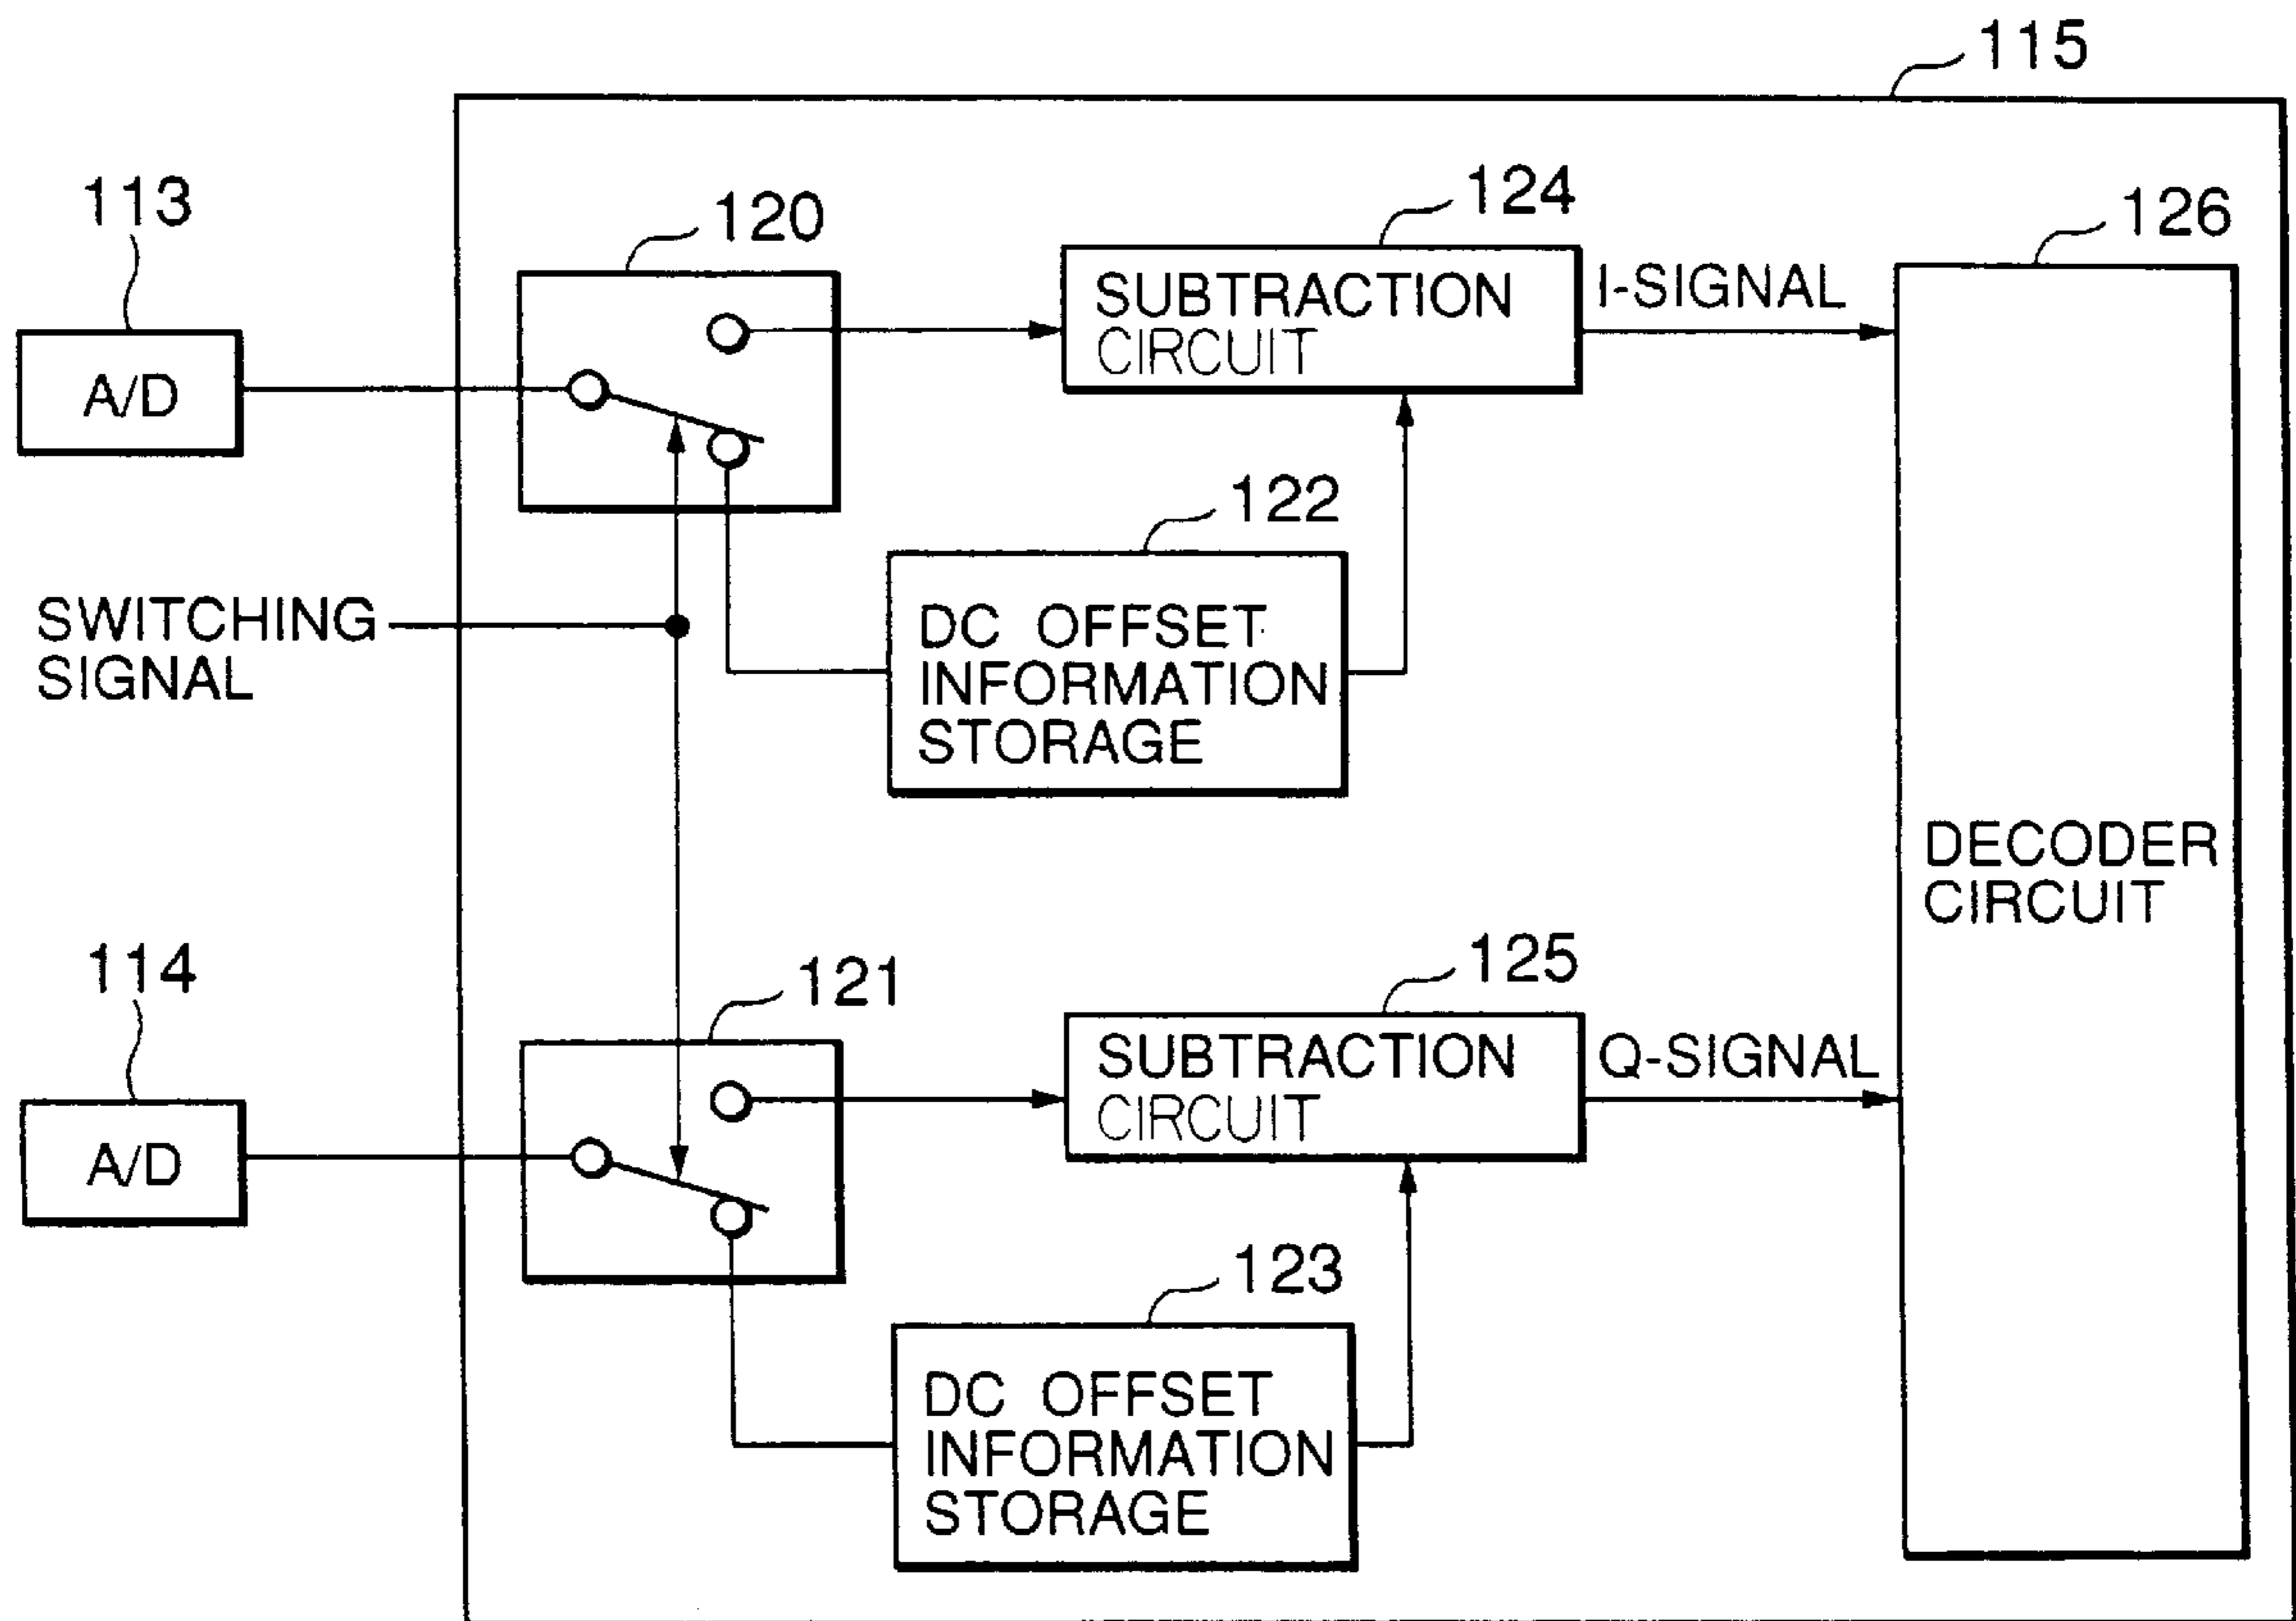 115
113
120
124
126
A/D
SUBTRACTION
CIRCUIT
I-SIGNAL
122
SWITCHING
SIGNAL
DC OFFSET
INFORMATION
STORAGE
DECODER
CIRCUIT
114
121
125
A/D
SUBTRACTION
CIRCUIT
Q-SIGNAL
123
DC OFFSET
INFORMATION
STORAGE